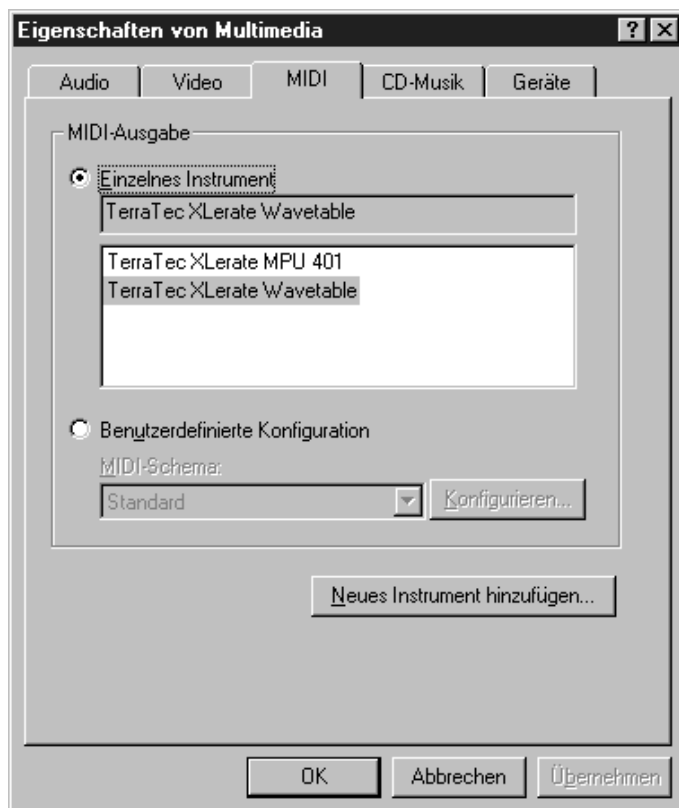 Eigenschaften von Multimedia
Audio Video MIDI CD-Musik Geräte
MIDI-Ausgabe
Einzelnes Instrument
TerraTec XLerate Wavetable
TerraTec XLerate MPU 401
TerraTec XLerate Wavetable
Benutzerdefinierte Konfiguration
MIDI-Schema:
Standard Konfigurieren...
Neues Instrument hinzufügen...
OK Abbrechen Übernehmen